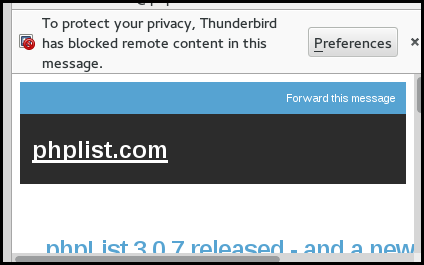 To protect your privacy, Thunderbird
has blocked remote content in this
message.
Preferences
Forward this message
phplist.com
phpList 3.0.7 released - and a new